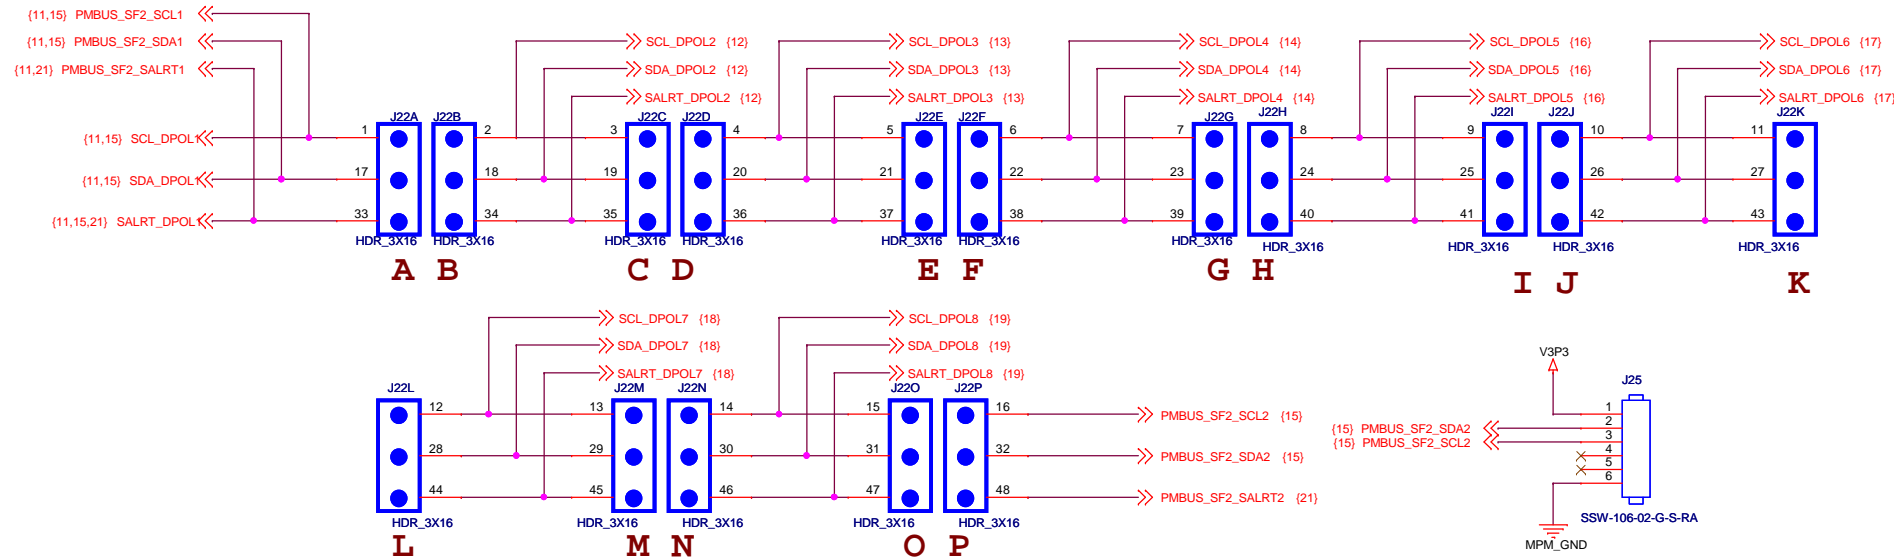 {11,15} PMBUS_SF2_SCL1
{11,15} PMBUS_SF2_SDA1
{11,21} PMBUS_SF2_SALRT1
SCL_DPOL2 {12}
SCL_DPOL3 {13}
SCL_DPOL4 {14}
SCL_DPOL5 {16}
SCL_DPOL6 {17}
SDA_DPOL2 {12}
SDA_DPOL3 {13}
SDA_DPOL4 {14}
SDA_DPOL5 {16}
SDA_DPOL6 {17}
SALRT_DPOL2 {12}
SALRT_DPOL3 {13}
SALRT_DPOL4 {14}
SALRT_DPOL5 {16}
SALRT_DPOL6 {17}
J22A J22B J22C J22D J22E J22F J22G J22H J22I J22J J22K
{11,15} SCL_DPOL1 1 2 3 4 5 6 7 8 9 10 11
{11,15} SDA_DPOL1 17 18 19 20 21 22 23 24 25 26 27
{11,15,21} SALRT_DPOL1 33 34 35 36 37 38 39 40 41 42 43
HDR_3X16 HDR_3X16 HDR_3X16 HDR_3X16 HDR_3X16 HDR_3X16 HDR_3X16 HDR_3X16 HDR_3X16 HDR_3X16 HDR_3X16
A B C D E F G H I J K
SCL_DPOL7 {18}
SCL_DPOL8 {19}
SDA_DPOL7 {18}
SDA_DPOL8 {19}
SALRT_DPOL7 {18}
SALRT_DPOL8 {19}
J22L J22M J22N J22O J22P
12 13 14 15 16 PMBUS_SF2_SCL2 {15}
28 29 30 31 32 PMBUS_SF2_SDA2 {15}
44 45 46 47 48 PMBUS_SF2_SALRT2 {21}
HDR_3X16 HDR_3X16 HDR_3X16 HDR_3X16 HDR_3X16
L M N O P
V3P3
J25
1
{15} PMBUS_SF2_SDA2 2
{15} PMBUS_SF2_SCL2 3
4
5
6
SSW-106-02-G-S-RA
MPM_GND